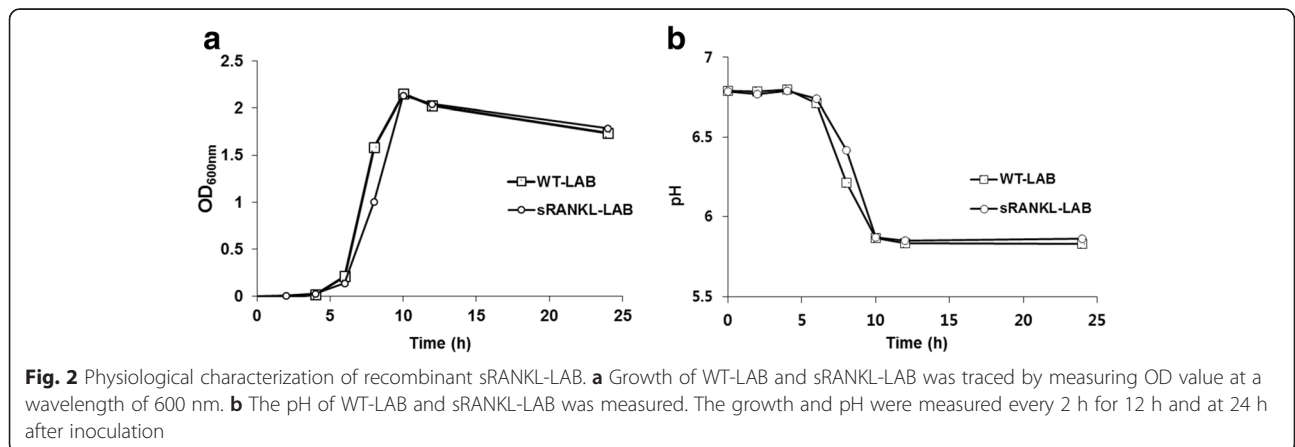 a
2.5
2
1.5
1
0.5
0
OD600nm
WT-LAB
sRANKL-LAB
0 5 10 15 20 25
Time (h)
b
7
6.5
6
5.5
pH
WT-LAB
sRANKL-LAB
0 5 10 15 20 25
Time (h)
Fig. 2 Physiological characterization of recombinant sRANKL-LAB. a Growth of WT-LAB and sRANKL-LAB was traced by measuring OD value at a
wavelength of 600 nm. b The pH of WT-LAB and sRANKL-LAB was measured. The growth and pH were measured every 2 h for 12 h and at 24 h
after inoculation